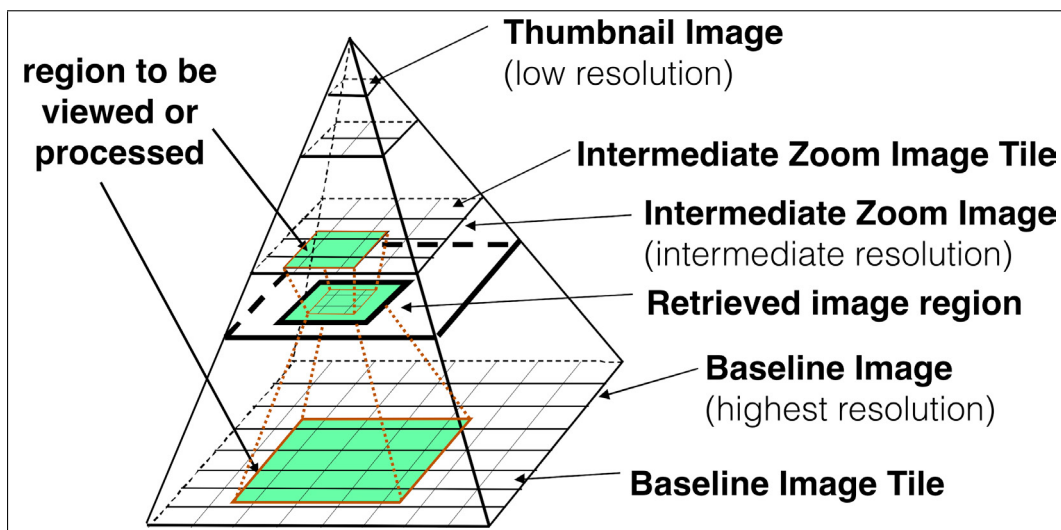 region to be
viewed or
processed
Thumbnail Image
(low resolution)
Intermediate Zoom Image Tile
Intermediate Zoom Image
(intermediate resolution)
Retrieved image region
Baseline Image
(highest resolution)
Baseline Image Tile